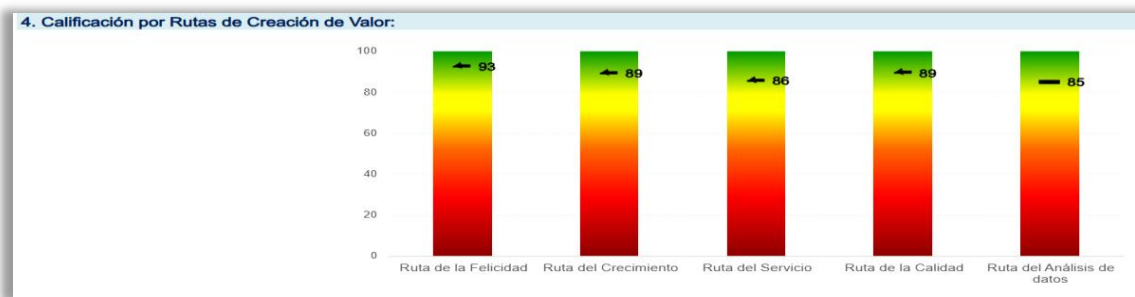 4. Calificación por Rutas de Creación de Valor:
100
80
60
40
20
0
93
89
86
89
85
Ruta de la Felicidad
Ruta del Crecimiento
Ruta del Servicio
Ruta de la Calidad
Ruta del Análisis de
datos